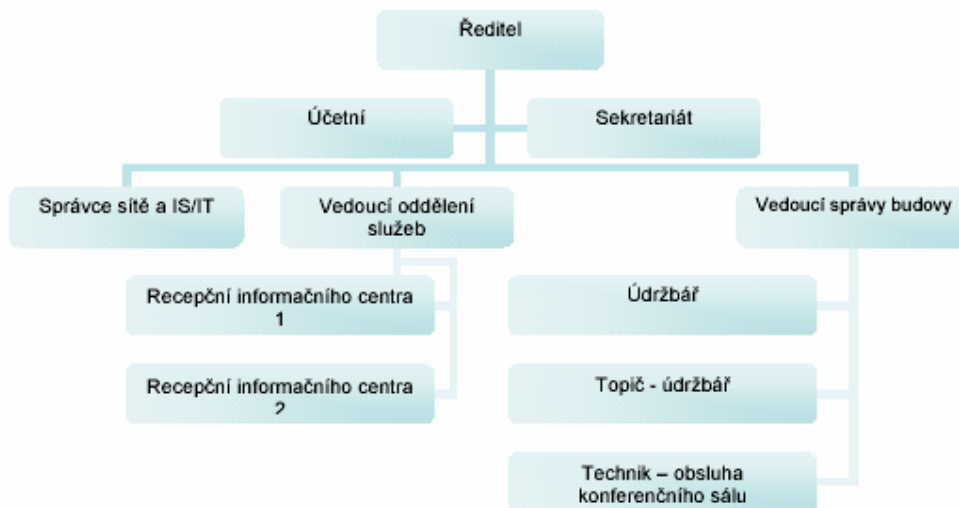 Ředitel
Účetní
Sekretariát
Správce sítě a IS/IT
Vedoucí oddělení
služeb
Vedoucí správy budovy
Recepční informačního centra
1
Údržbář
Recepční informačního centra
2
Topič - údržbář
Technik – obsluha
konferenčního sálu